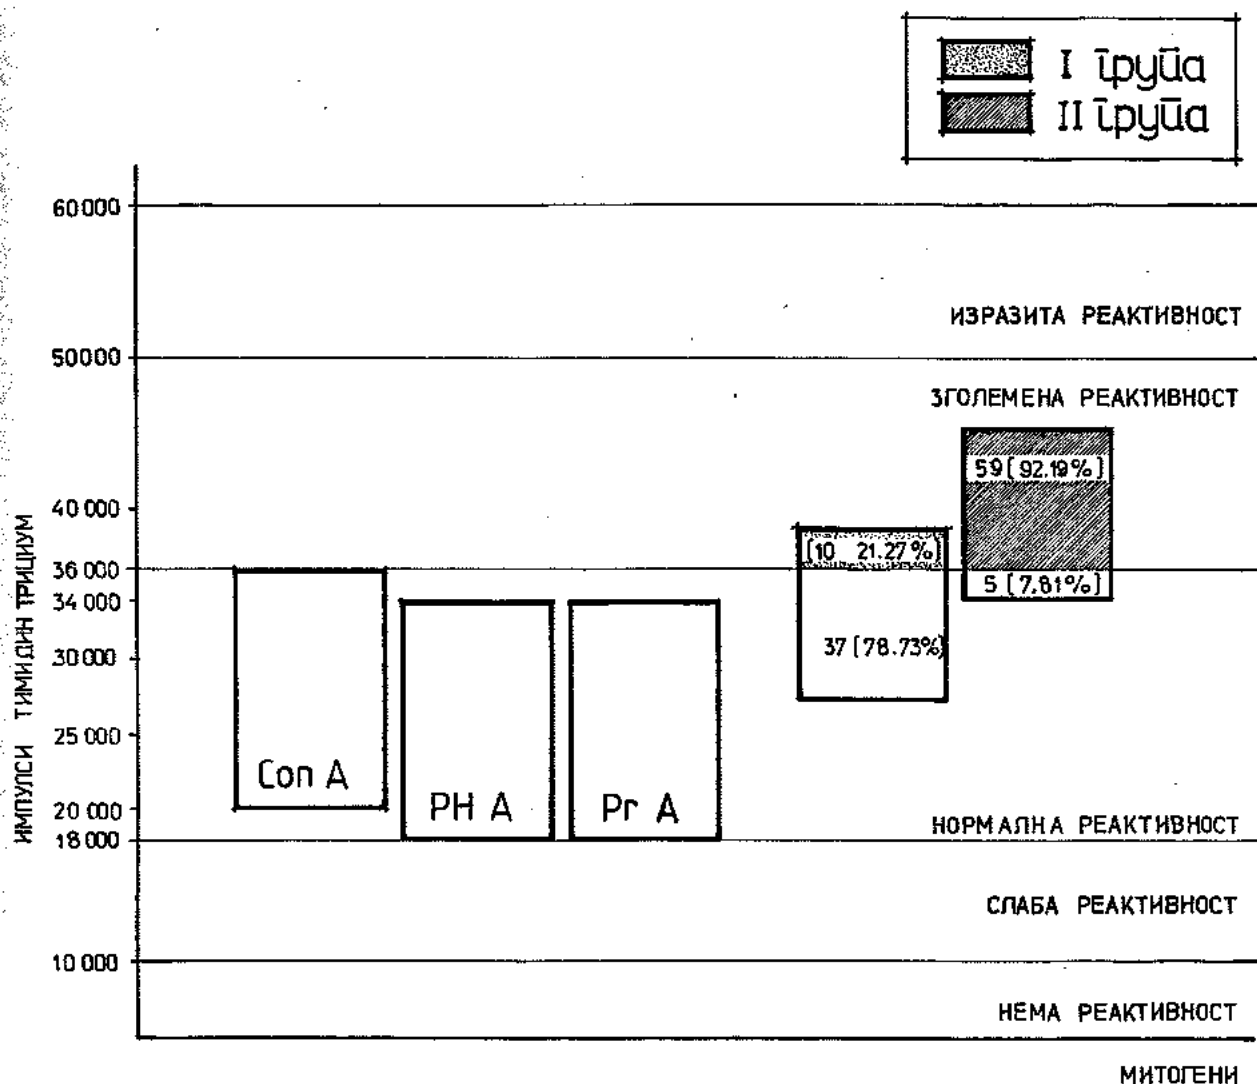 I група
II група
60000
ИЗРАЗИТА РЕАКТИВНОСТ
50000
ЗГОЛЕМЕНА РЕАКТИВНОСТ
59 [92.19%]
40 000
[10 21.27%]
36 000
5 [7.81%]
34 000
37 [78.73%]
30 000
25 000
Con A
PH A
Pr A
20 000
НОРМАЛНА РЕАКТИВНОСТ
18 000
СЛАБА РЕАКТИВНОСТ
10 000
НЕМА РЕАКТИВНОСТ
МИТОГЕНИ
ИМПУЛСИ ТИМИДИН ТРИЦИУМ